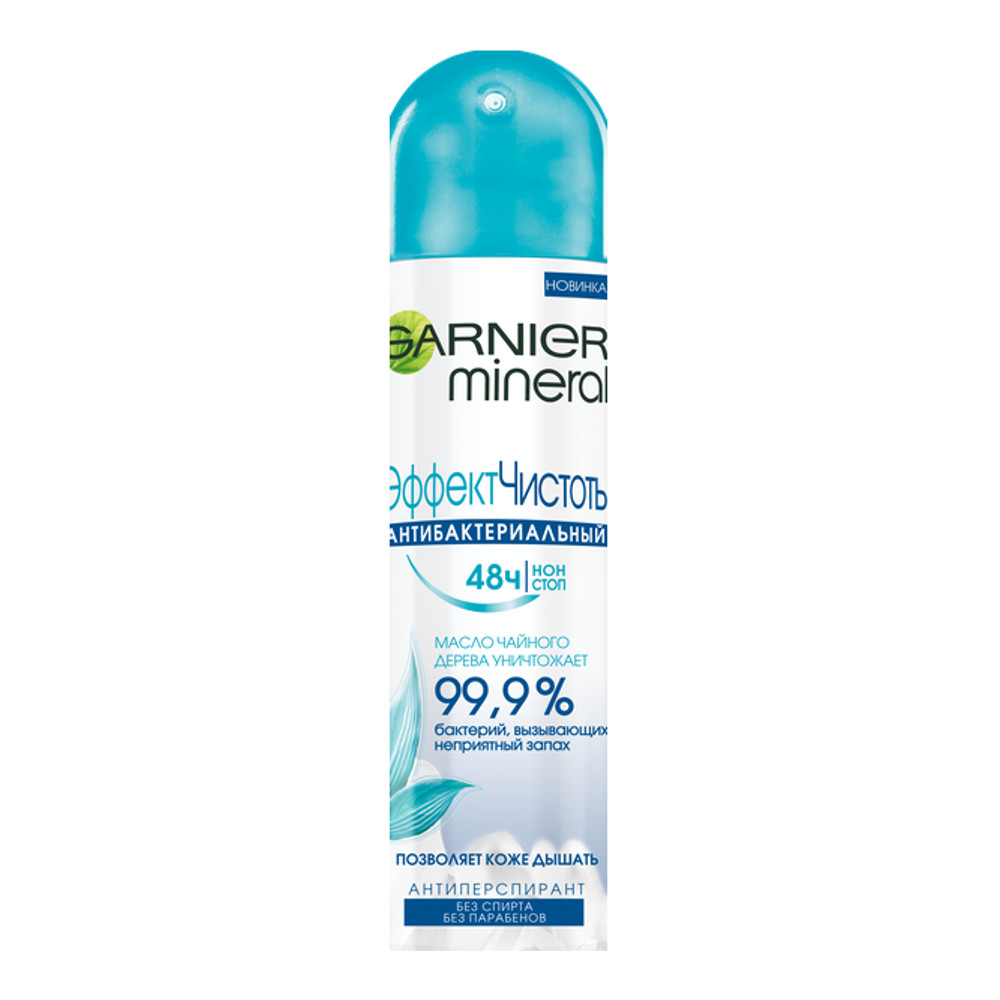 НОВИНКА
GARNIER
mineral
ЭффектЧистоты
АНТИБАКТЕРИАЛЬНЫЙ
48ч НОН
СТОП
МАСЛО ЧАЙНОГО
ДЕРЕВА УНИЧТОЖАЕТ
99,9%
бактерий, вызывающих
неприятный запах
ПОЗВОЛЯЕТ КОЖЕ ДЫШАТЬ
АНТИПЕРСПИРАНТ
БЕЗ СПИРТА
БЕЗ ПАРАБЕНОВ